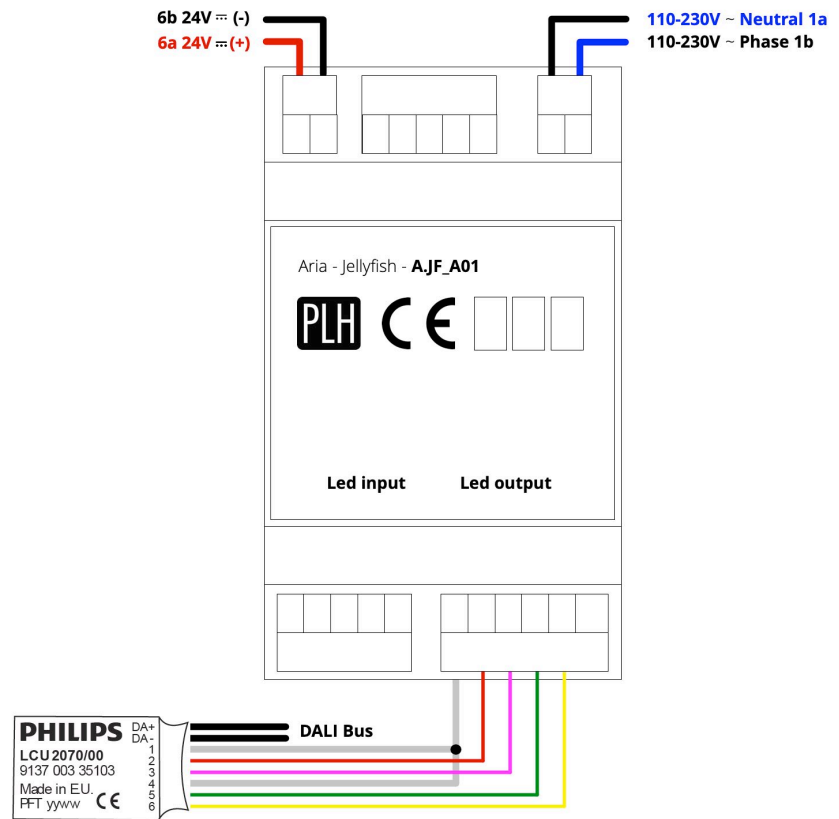 6b 24V ⎓ (-)
6a 24V ⎓ (+)
110-230V ~ Neutral 1a
110-230V ~ Phase 1b
Aria - Jellyfish - A.JF_A01
PLH CE
Led input
Led output
DALI Bus
PHILIPS
LCU 2070/00
9137 003 35103
Made in E.U.
PFT yyww CE
DA+
DA-
1
2
3
4
5
6